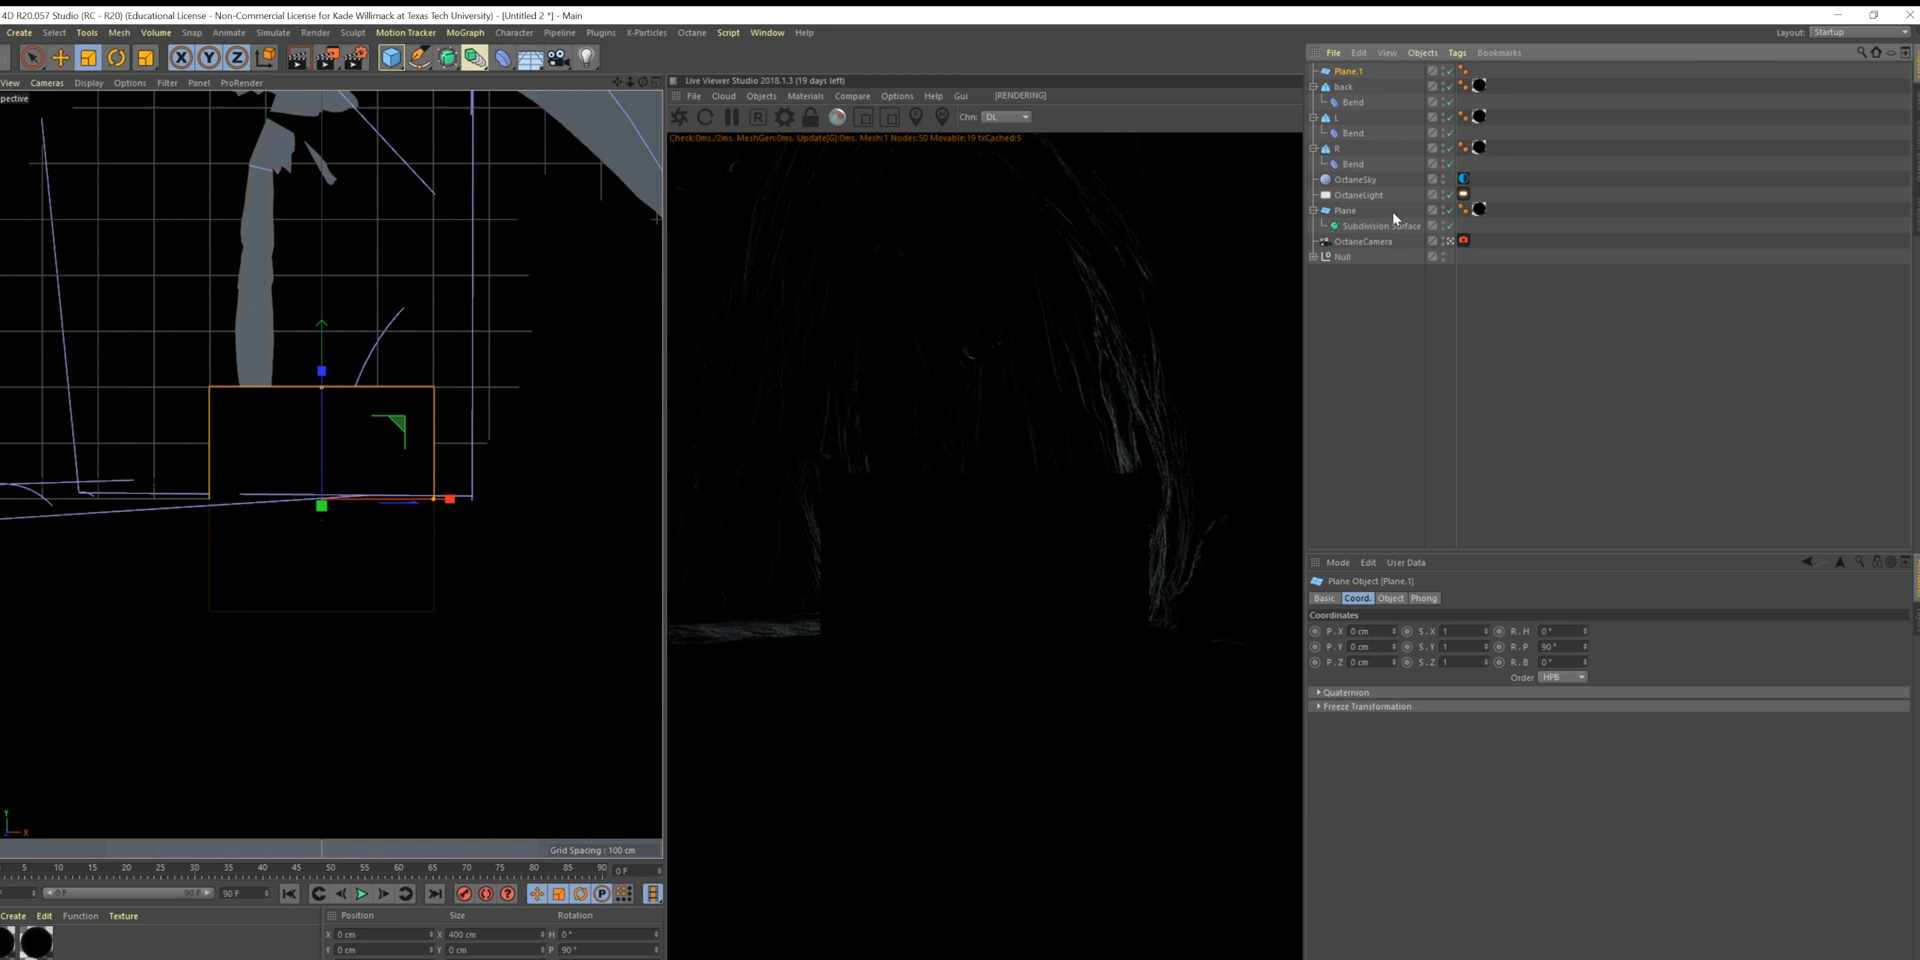 4D R20.057 Studio (RC - R20) (Educational License - Non-Commercial License for Kade Willimack at Texas Tech University) - [Untitled 2 *] - Main
Create Select Tools Mesh Volume Snap Animate Simulate Render Sculpt Motion Tracker MoGraph Character Pipeline Plugins X-Particles Octane Script Window Help
Layout: Startup
X Y Z
File Edit View Objects Tags Bookmarks
View Cameras Display Options Filter Panel ProRender
pective
Live Viewer Studio 2018.1.3 (19 days left)
File Cloud Objects Materials Compare Options Help Gui [RENDERING]
R Chn: DL
Check:0ms./2ms. MeshGen:0ms. Update[G]:0ms. Mesh:1 Nodes:50 Movable:19 txCached:5
Plane.1
back
Bend
L
Bend
R
Bend
OctaneSky
OctaneLight
Plane
Subdivision Surface
OctaneCamera
Null
Mode Edit User Data
Plane Object [Plane.1]
Basic Coord. Object Phong
Coordinates
P . X 0 cm S . X 1 R . H 0 °
P . Y 0 cm S . Y 1 R . P 90 °
P . Z 0 cm S . Z 1 R . B 0 °
Order HPB
Quaternion
Freeze Transformation
Y
Z X
Grid Spacing : 100 cm
5 10 15 20 25 30 35 40 45 50 55 60 65 70 75 80 85 90 0 F
F 0 F 90 F 90 F
P
Create Edit Function Texture
Position Size Rotation
X 0 cm X 400 cm H 0 °
Y 0 cm Y 0 cm P 90 °